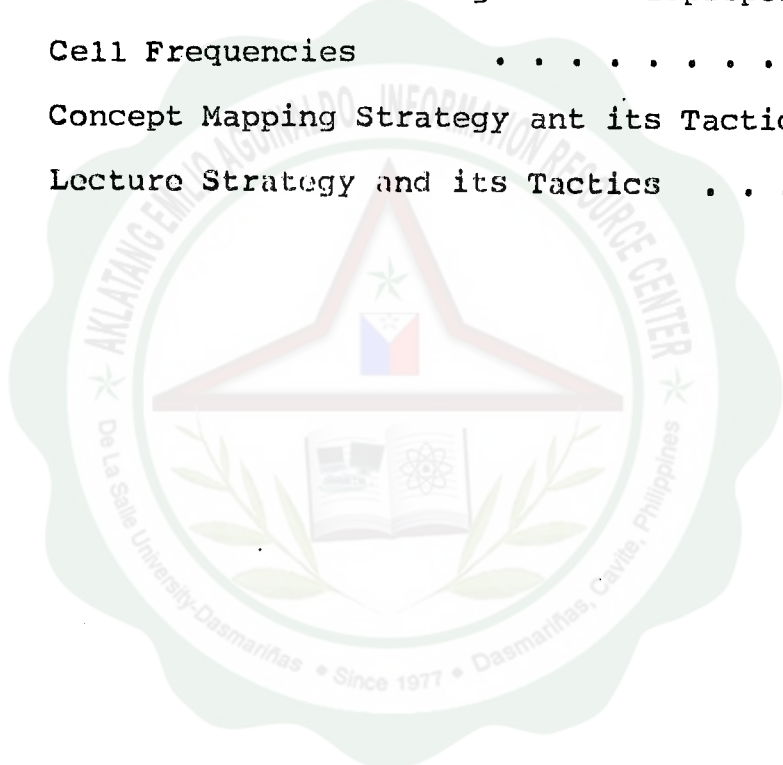 Cell Frequencies . . . . . . . .
Concept Mapping Strategy ant its Tactic
Lecture Strategy and its Tactics . . .
AKLATANG EMILIO AGUINALDO INFORMATION RESOURCE CENTER
De La Salle University-Dasmariñas • Since 1977 • Dasmariñas, Cavite, Philippines